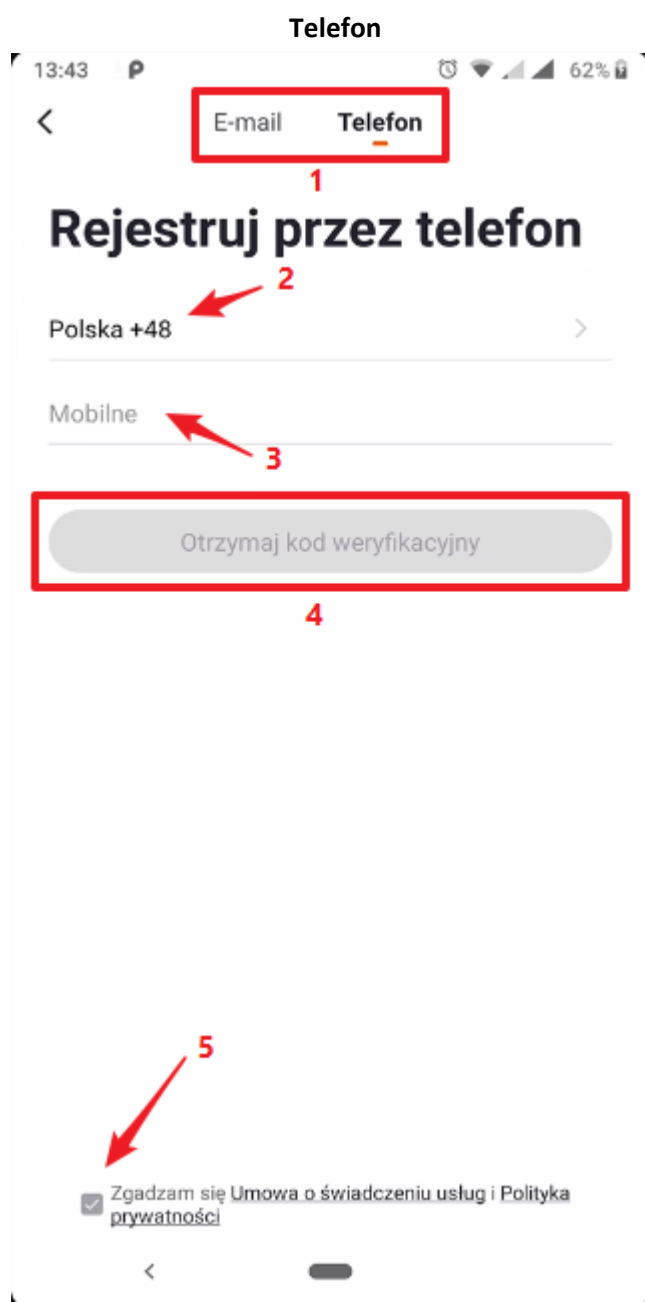 Telefon
13:43 P 62%
E-mail Telefon
1
Rejestruj przez telefon
2
Polska +48
Mobilne
3
Otrzymaj kod weryfikacyjny
4
5
Zgadzam się Umowa o świadczeniu usług i Polityka
prywatności